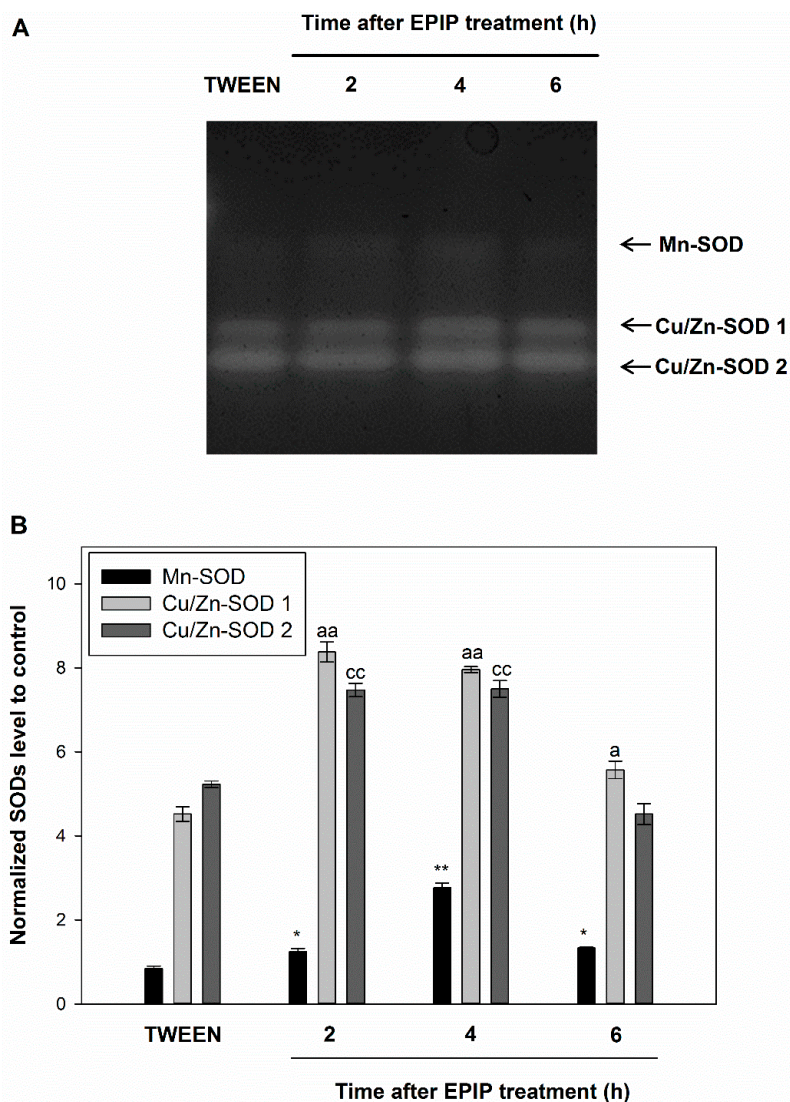 A
Time after EPIP treatment (h)
TWEEN 2 4 6
Mn-SOD
Cu/Zn-SOD 1
Cu/Zn-SOD 2
B
Normalized SODs level to control
10
8
6
4
2
0
Mn-SOD
Cu/Zn-SOD 1
Cu/Zn-SOD 2
aa
cc
*
aa
cc
**
a
*
TWEEN 2 4 6
Time after EPIP treatment (h)